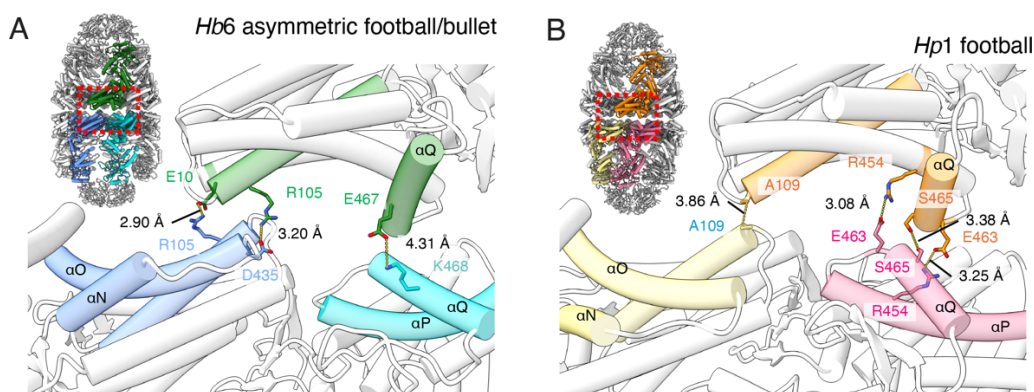 A
Hb6 asymmetric football/bullet
E10
R105
2.90 Å
R105
3.20 Å
D435
E467
αQ
4.31 Å
K468
αO
αN
αQ
αP
B
Hp1 football
R454
αQ
A109
S465
3.86 Å
3.08 Å
3.38 Å
A109
E463
E463
S465
3.25 Å
R454
αO
αN
αQ
αP